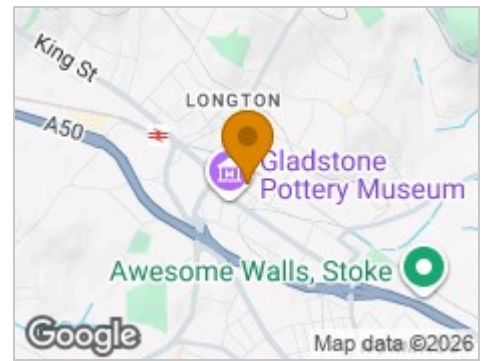 King St
LONGTON
A50
Gladstone
Pottery Museum
Awesome Walls, Stoke
Google
Map data ©2026